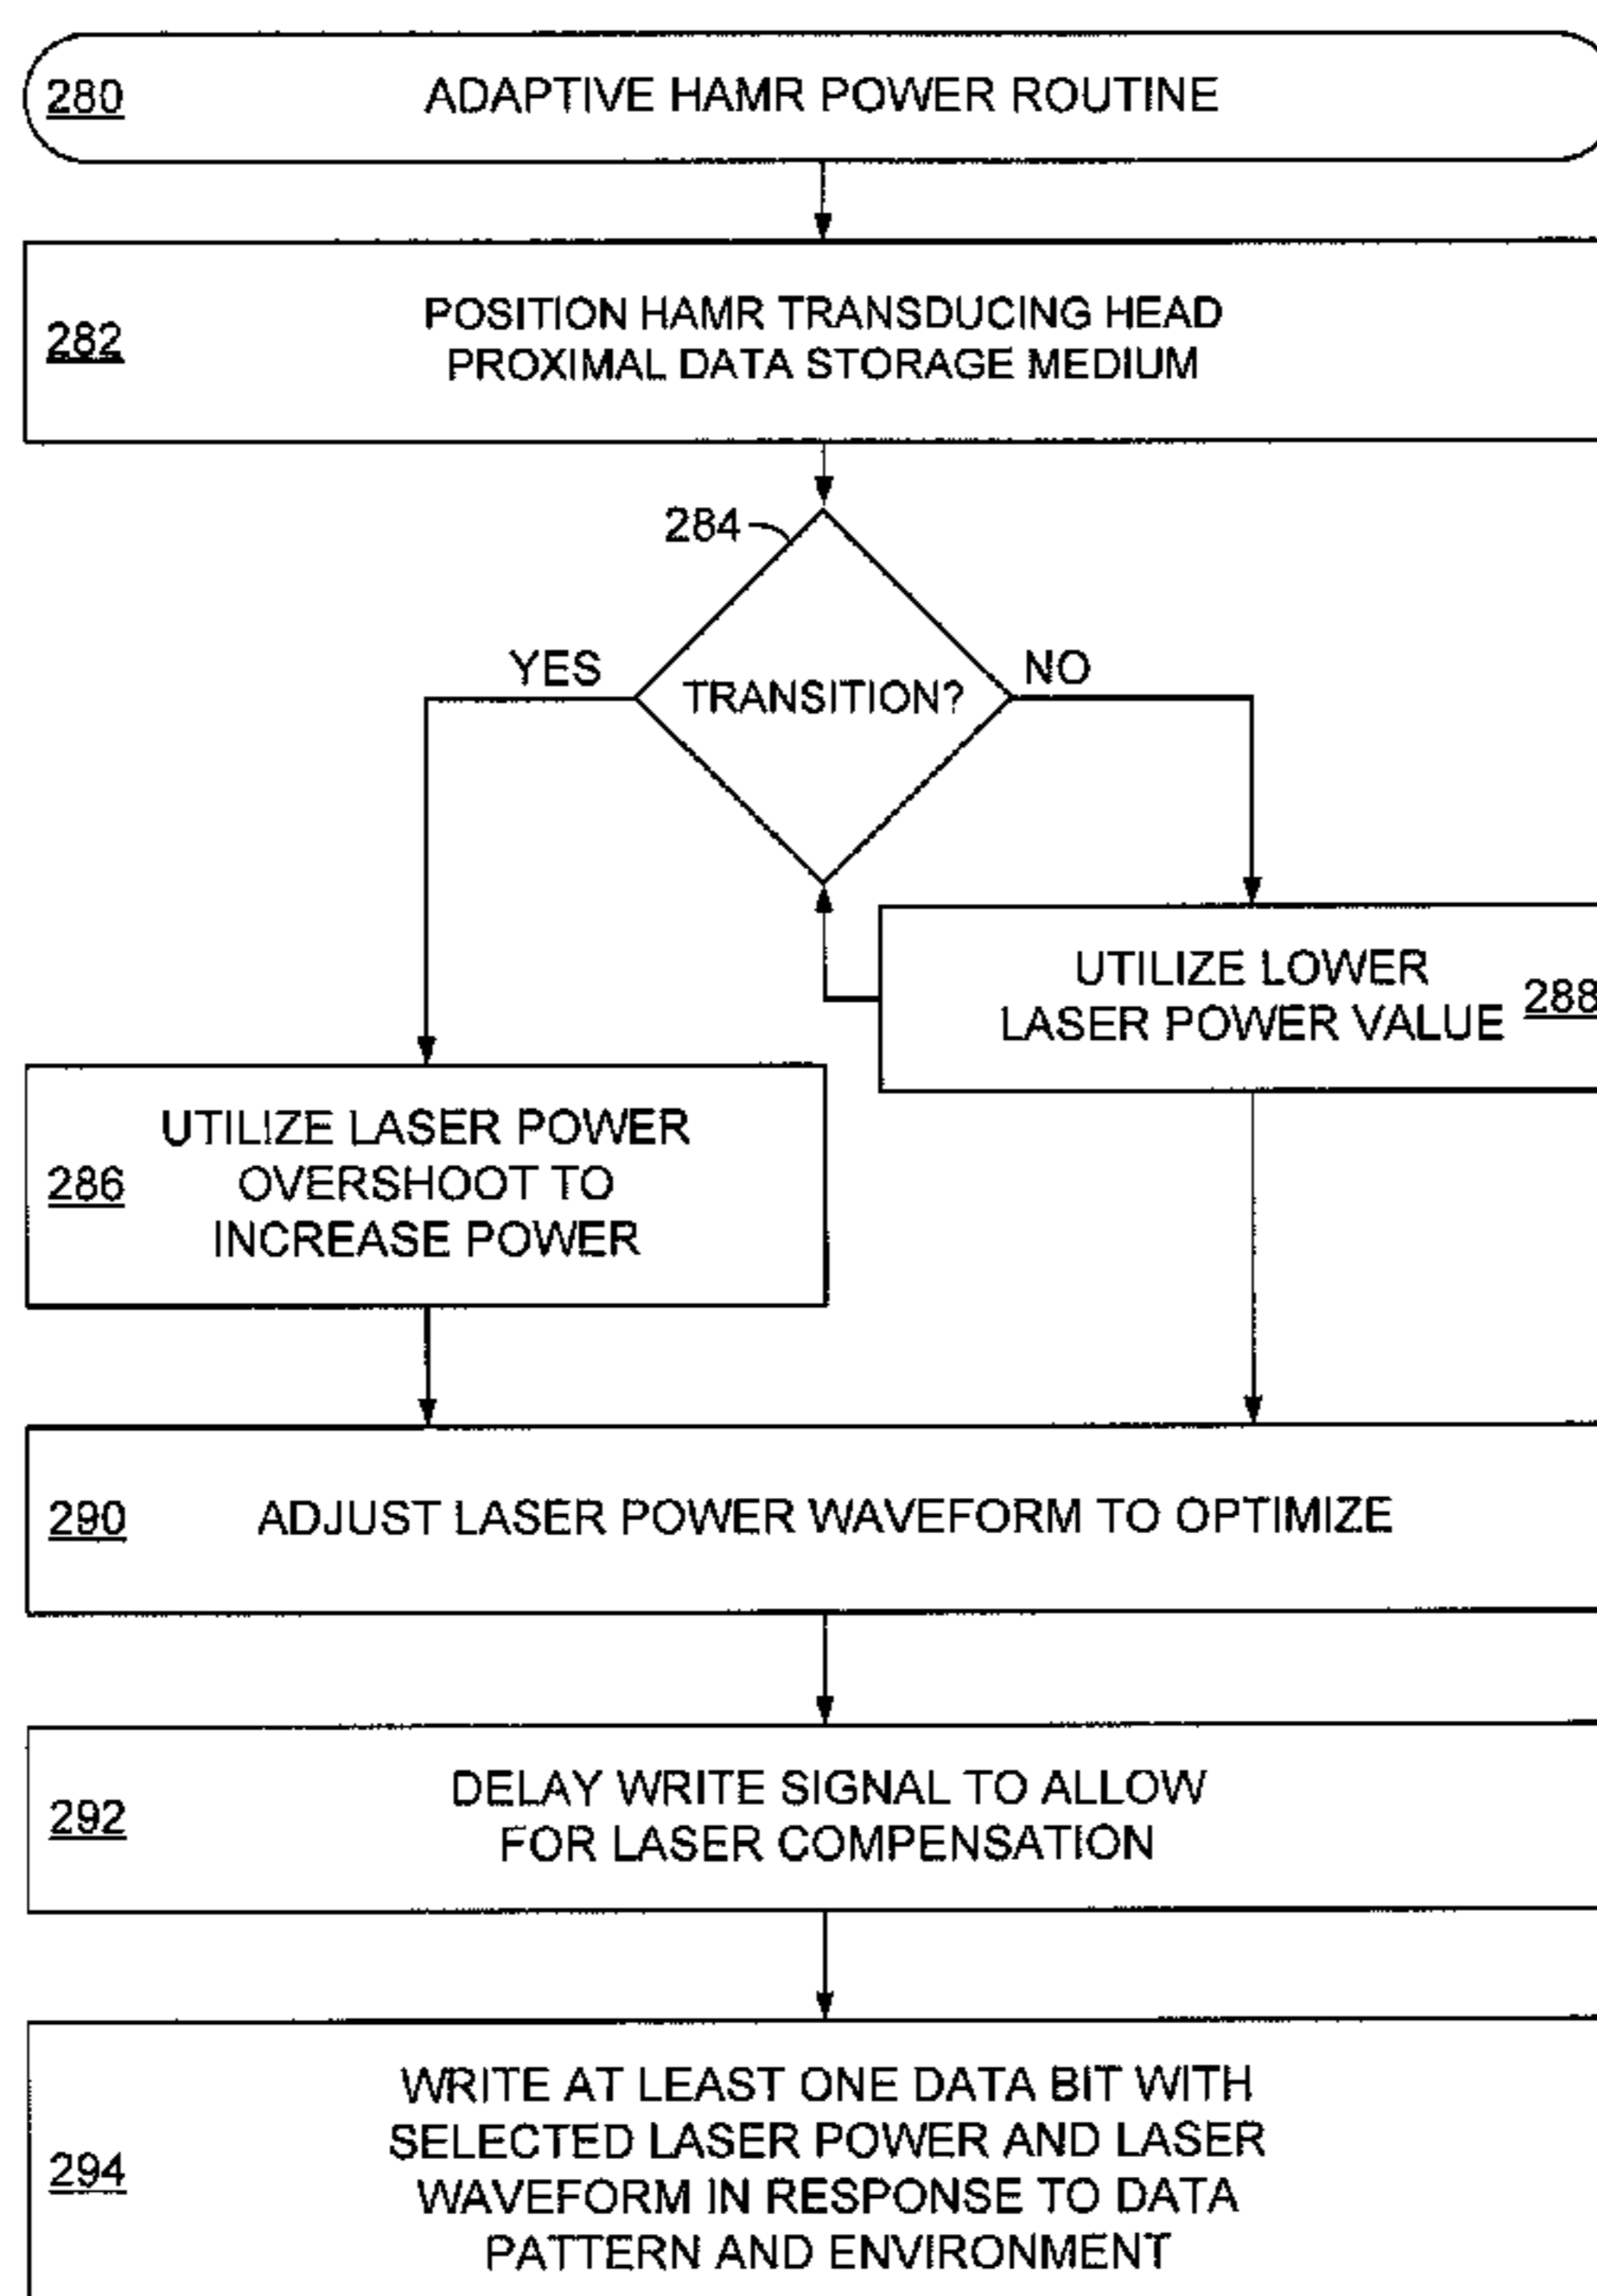 280 ADAPTIVE HAMR POWER ROUTINE
282
POSITION HAMR TRANSDUCING HEAD
PROXIMAL DATA STORAGE MEDIUM
284
YES
TRANSITION?
NO
UTILIZE LOWER
LASER POWER VALUE
288
UTILIZE LASER POWER
286 OVERSHOOT TO
INCREASE POWER
290 ADJUST LASER POWER WAVEFORM TO OPTIMIZE
292
DELAY WRITE SIGNAL TO ALLOW
FOR LASER COMPENSATION
294
WRITE AT LEAST ONE DATA BIT WITH
SELECTED LASER POWER AND LASER
WAVEFORM IN RESPONSE TO DATA
PATTERN AND ENVIRONMENT